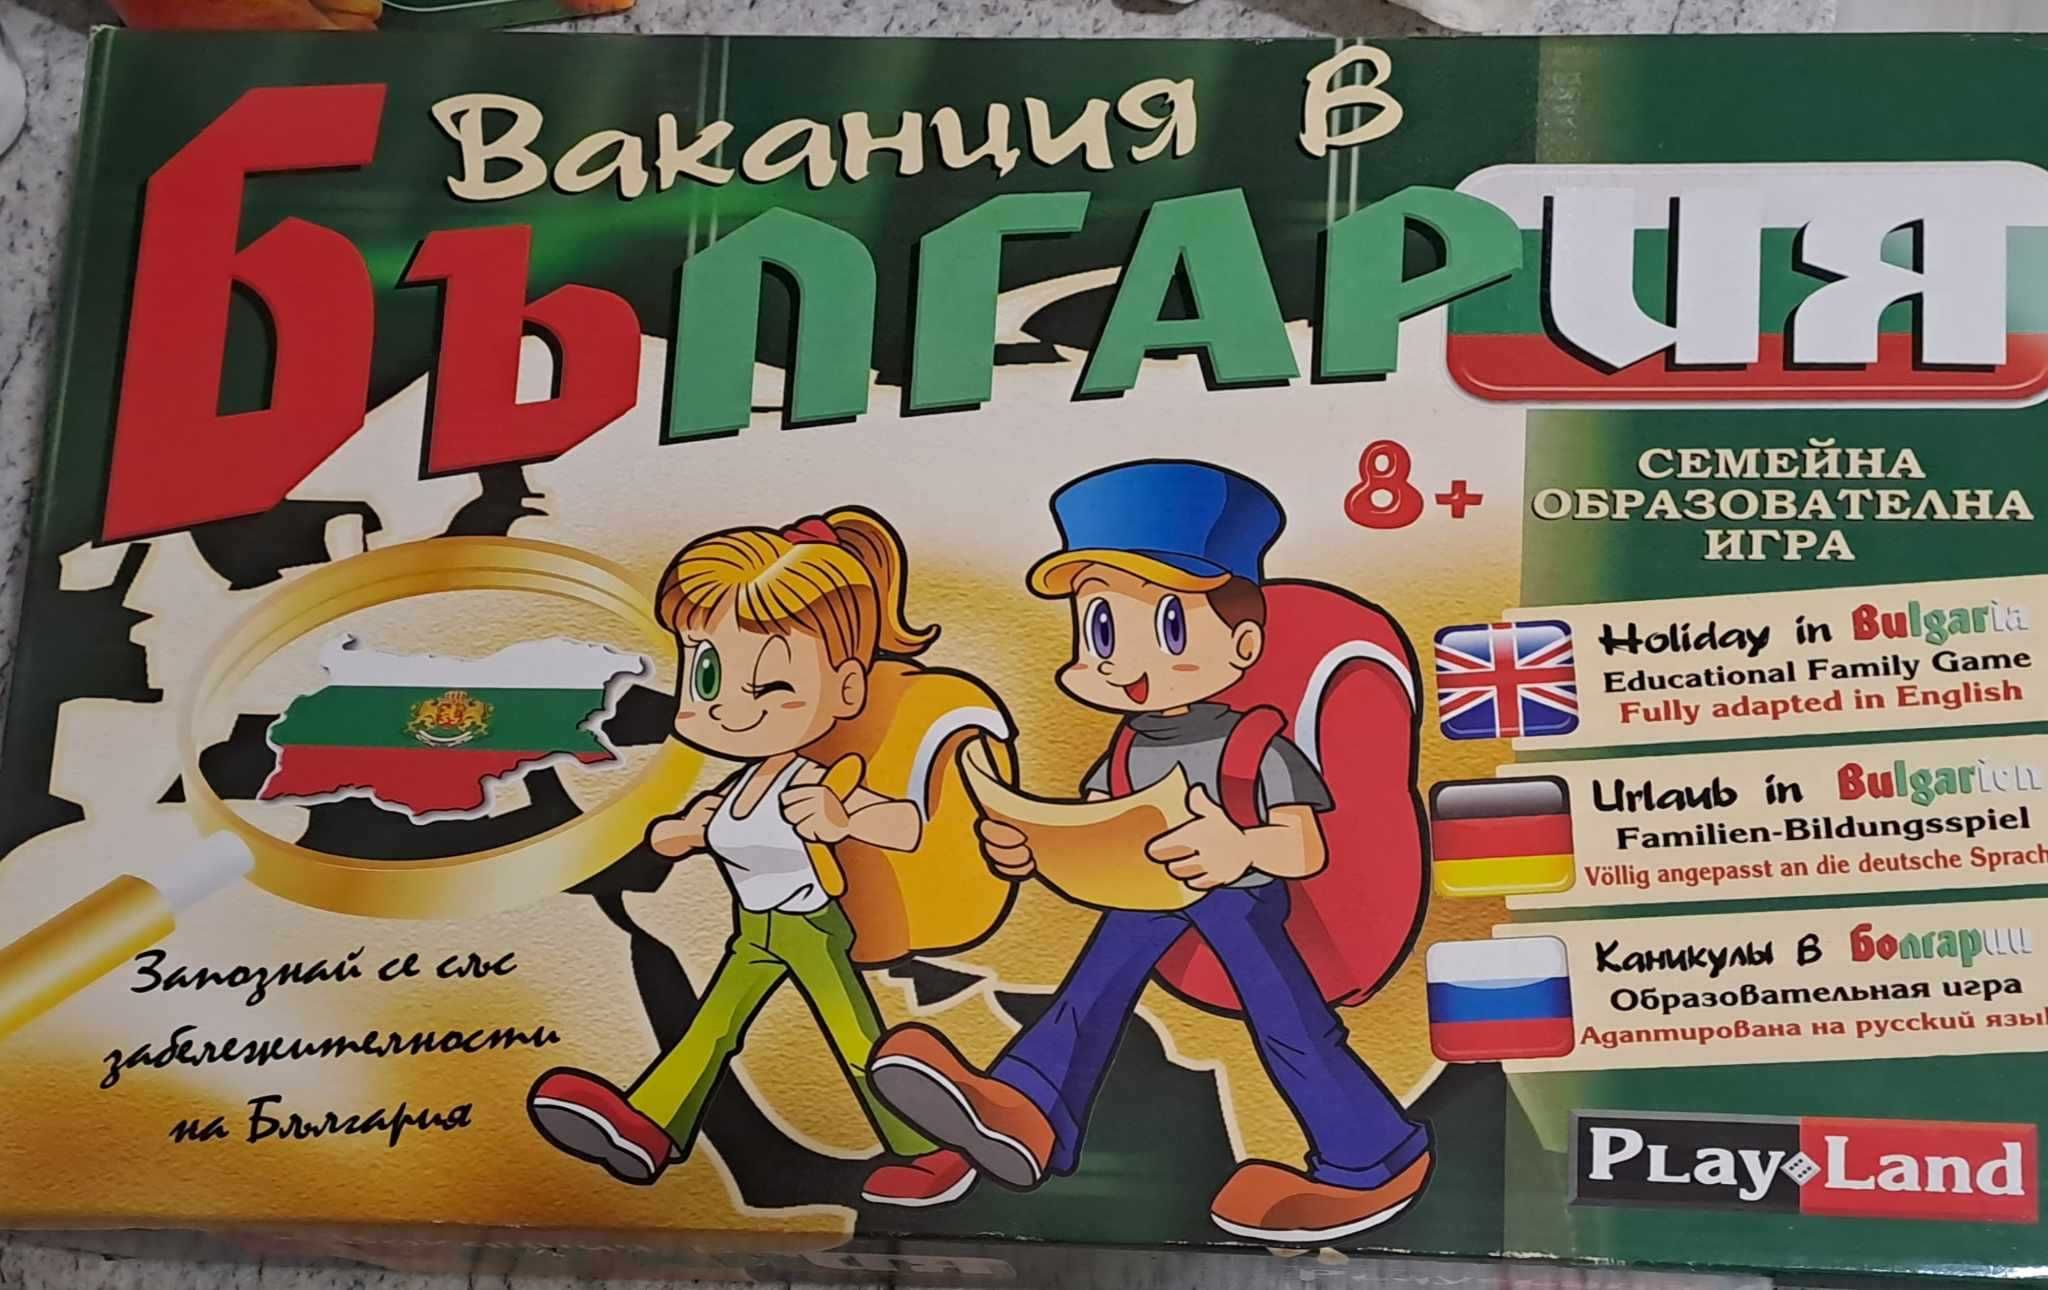 Ваканция в
БЪЛГАРИЯ
8+
СЕМЕЙНА
ОБРАЗОВАТЕЛНА
ИГРА
Holiday in Bulgaria
Educational Family Game
Fully adapted in English
Urlaub in Bulgarien
Familien-Bildungsspiel
Völlig angepasst an die deutsche Sprach
Каникулы в Болгарии
Образовательная игра
Адаптирована на русский язык
Запознай се със
забележителности
на България
Play Land